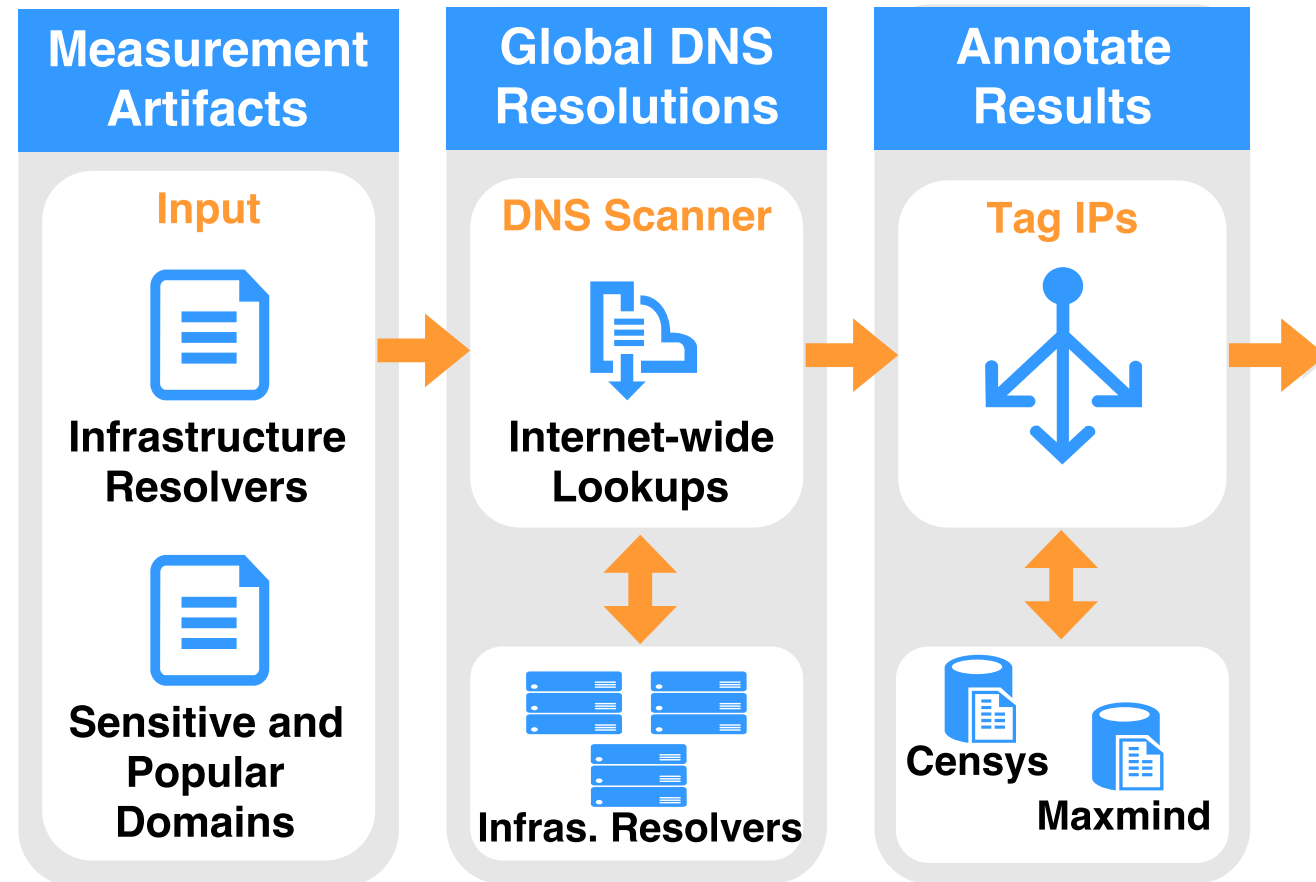 Measurement
Artifacts
Input
Infrastructure
Resolvers
Sensitive and
Popular
Domains
Global DNS
Resolutions
DNS Scanner
Internet-wide
Lookups
Infras. Resolvers
Annotate
Results
Tag IPs
Censys
Maxmind